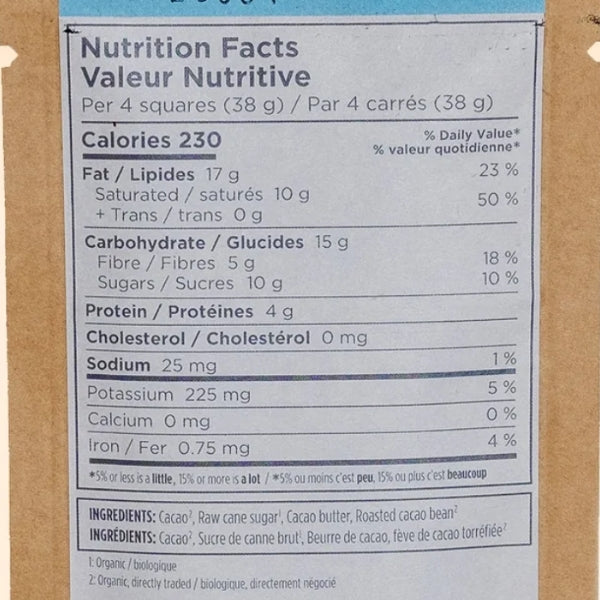 Nutrition Facts
Valeur Nutritive
Per 4 squares (38 g) / Par 4 carrés (38 g)
Calories 230
% Daily Value*
% valeur quotidienne*
Fat / Lipides 17 g 23 %
Saturated / saturés 10 g 50 %
+ Trans / trans 0 g
Carbohydrate / Glucides 15 g
Fibre / Fibres 5 g 18 %
Sugars / Sucres 10 g 10 %
Protein / Protéines 4 g
Cholesterol / Cholestérol 0 mg
Sodium 25 mg 1 %
Potassium 225 mg 5 %
Calcium 0 mg 0 %
Iron / Fer 0.75 mg 4 %
*5% or less is a little, 15% or more is a lot / *5% ou moins c'est peu, 15% ou plus c'est beaucoup
INGREDIENTS: Cacao², Raw cane sugar¹, Cacao butter, Roasted cacao bean²
INGRÉDIENTS: Cacao², Sucre de canne brut¹, Beurre de cacao, fève de cacao torréfiée²
1: Organic / biologique
2: Organic, directly traded / biologique, directement négocié